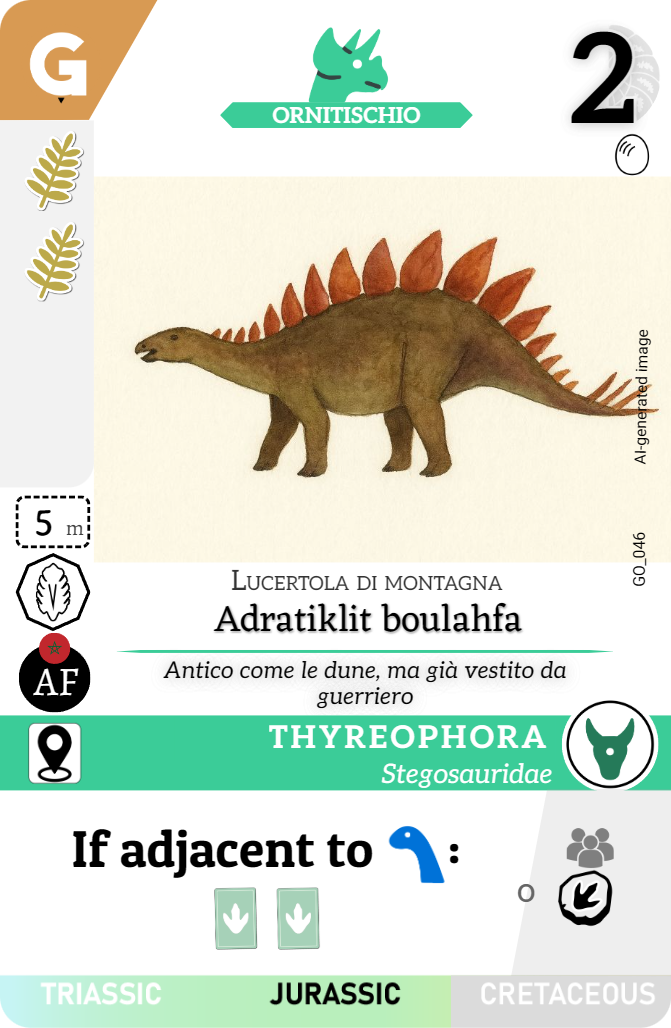 G
ORNITISCHIO
2
AI-generated image
5 m
GO_046
LUCERTOLA DI MONTAGNA
Adratiklit boulahfa
AF
Antico come le dune, ma già vestito da
guerriero
THYREOPHORA
Stegosauridae
If adjacent to :
O
TRIASSIC JURASSIC CRETACEOUS